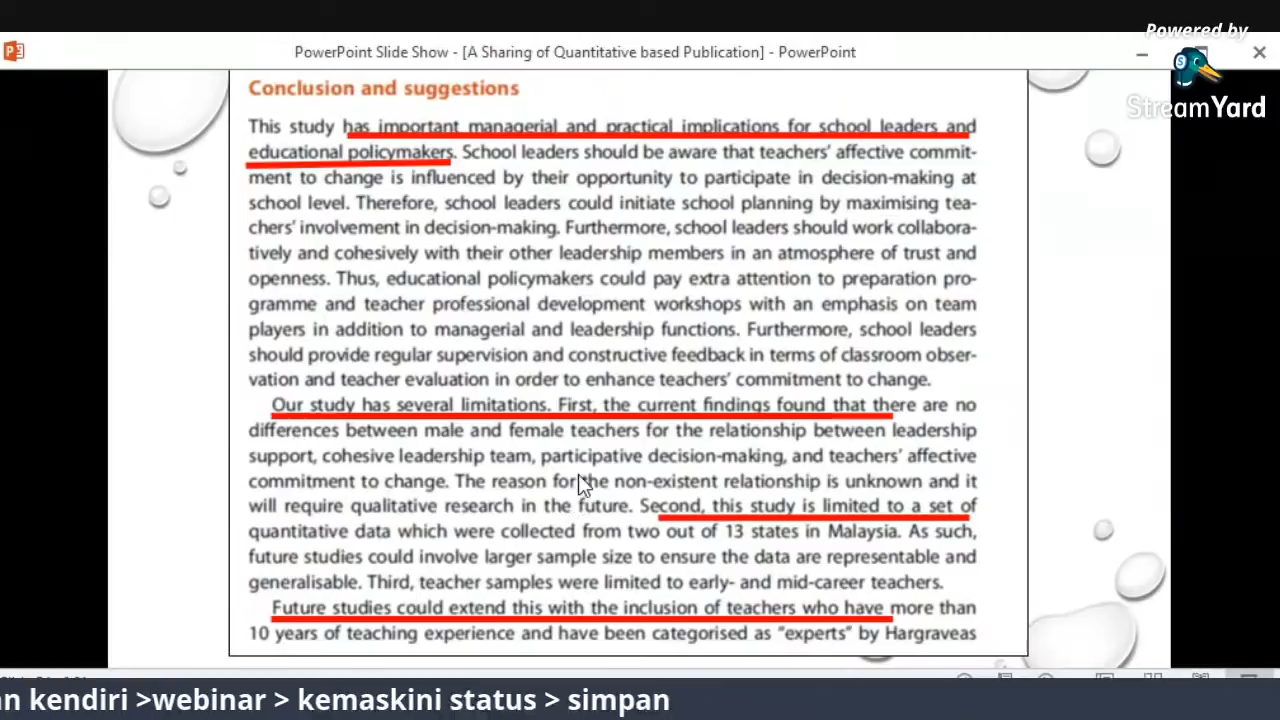 Powered by
PowerPoint Slide Show - [A Sharing of Quantitative based Publication] - PowerPoint
StreamYard
Conclusion and suggestions
This study has important managerial and practical implications for school leaders and
educational policymakers. School leaders should be aware that teachers' affective commit-
ment to change is influenced by their opportunity to participate in decision-making at
school level. Therefore, school leaders could initiate school planning by maximising tea-
chers' involvement in decision-making. Furthermore, school leaders should work collabora-
tively and cohesively with their other leadership members in an atmosphere of trust and
openness. Thus, educational policymakers could pay extra attention to preparation pro-
gramme and teacher professional development workshops with an emphasis on team
players in addition to managerial and leadership functions. Furthermore, school leaders
should provide regular supervision and constructive feedback in terms of classroom obser-
vation and teacher evaluation in order to enhance teachers' commitment to change.
Our study has several limitations. First, the current findings found that there are no
differences between male and female teachers for the relationship between leadership
support, cohesive leadership team, participative decision-making, and teachers' affective
commitment to change. The reason for the non-existent relationship is unknown and it
will require qualitative research in the future. Second, this study is limited to a set of
quantitative data which were collected from two out of 13 states in Malaysia. As such,
future studies could involve larger sample size to ensure the data are representable and
generalisable. Third, teacher samples were limited to early- and mid-career teachers.
Future studies could extend this with the inclusion of teachers who have more than
10 years of teaching experience and have been categorised as "experts" by Hargraveas
an kendiri >webinar > kemaskini status > simpan